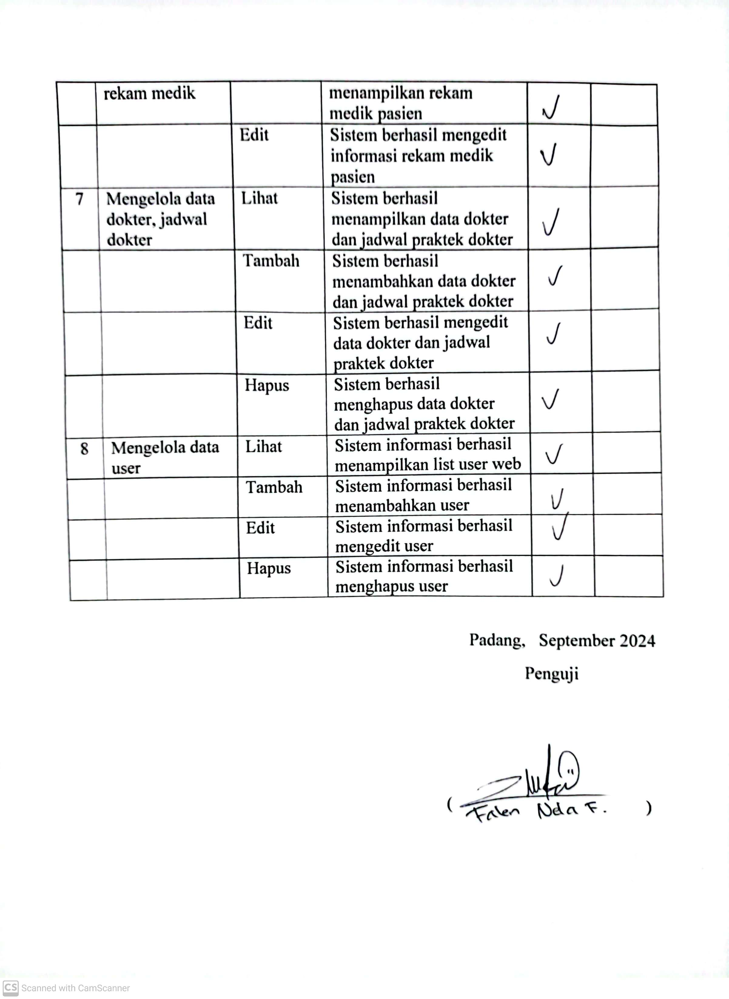 rekam medik menampilkan rekam
medik pasien ✓
Edit Sistem berhasil mengedit
informasi rekam medik ✓
pasien
7 Mengelola data Lihat Sistem berhasil
dokter, jadwal menampilkan data dokter ✓
dokter dan jadwal praktek dokter
Tambah Sistem berhasil
menambahkan data dokter ✓
dan jadwal praktek dokter
Edit Sistem berhasil mengedit
data dokter dan jadwal ✓
praktek dokter
Hapus Sistem berhasil
menghapus data dokter ✓
dan jadwal praktek dokter
8 Mengelola data Lihat Sistem informasi berhasil
user menampilkan list user web ✓
Tambah Sistem informasi berhasil
menambahkan user ✓
Edit Sistem informasi berhasil
mengedit user ✓
Hapus Sistem informasi berhasil
menghapus user ✓
Padang, September 2024
Penguji
( Falen Nda F. )
CS Scanned with CamScanner